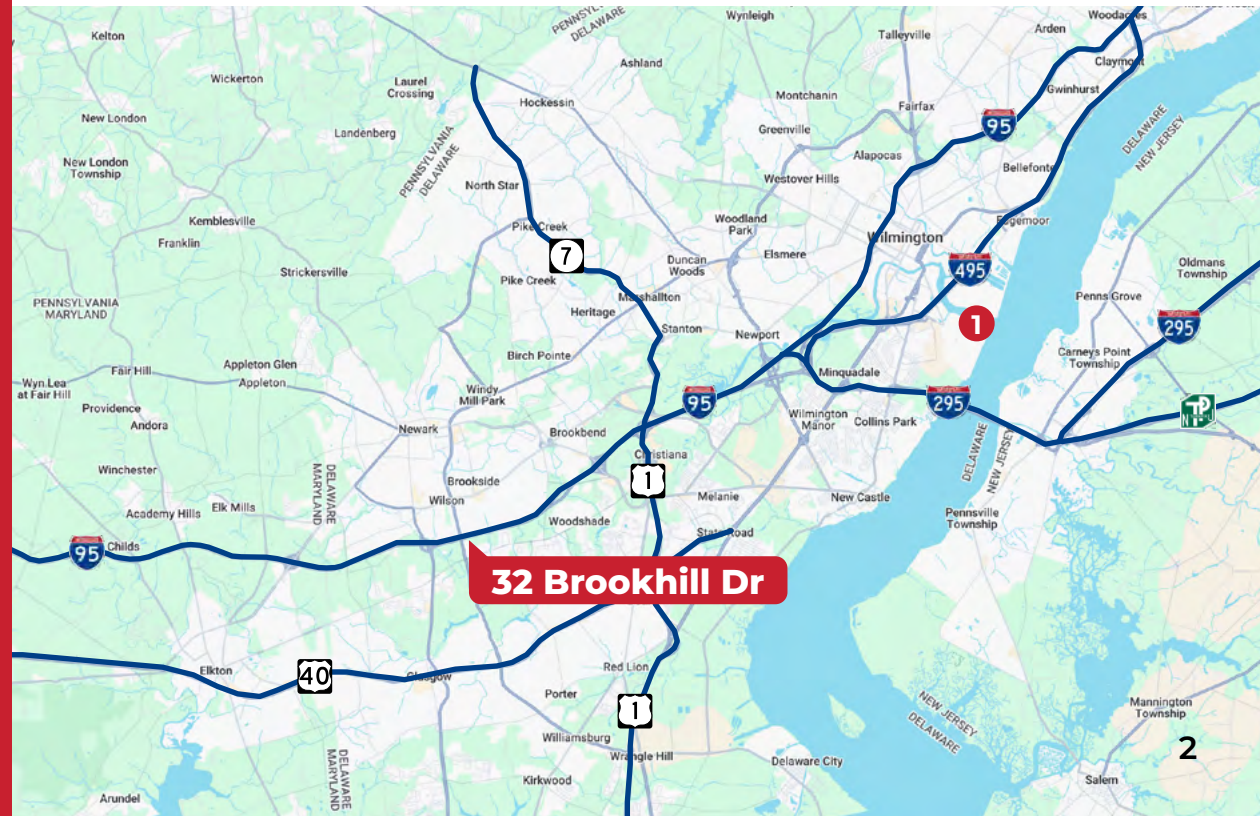 Kelton
Wickerton
New London
New London
Township
Laurel
Crossing
Landenberg
PENNSYLVANIA
DELAWARE
Wynleigh
Ashland
Hockessin
Talleyville
Arden
Woodacres
Claymont
Gwinhurst
Montchanin
Fairfax
95
Greenville
Alapocas
Bellefonte
DELAWARE
NEW JERSEY
PENNSYLVANIA
DELAWARE
North Star
Westover Hills
Kemblesville
Franklin
Strickersville
Pike Creek
7
Woodland
Park
Elsmere
Wilmington
Edgemoor
Duncan
Woods
495
Oldmans
Township
Pike Creek
Marshallton
Heritage
Stanton
Newport
1
Penns Grove
295
PENNSYLVANIA
MARYLAND
Birch Pointe
Carneys Point
Township
Fair Hill
Appleton Glen
Appleton
Wyn Lea
at Fair Hill
Providence
Andora
Windy
Mill Park
Minquadale
95
295
TP
Newark
Brookbend
Wilmington
Manor
Collins Park
Christiana
DELAWARE
NEW JERSEY
Winchester
DELAWARE
MARYLAND
Brookside
Wilson
1
Melanie
New Castle
Pennsville
Township
Academy Hills
Elk Mills
Woodshade
State Road
95
Childs
32 Brookhill Dr
Elkton
40
Glasgow
Red Lion
Porter
1
NEW JERSEY
DELAWARE
Mannington
Township
Williamsburg
DELAWARE
MARYLAND
Wrangle Hill
2
Delaware City
Kirkwood
Salem
Arundel